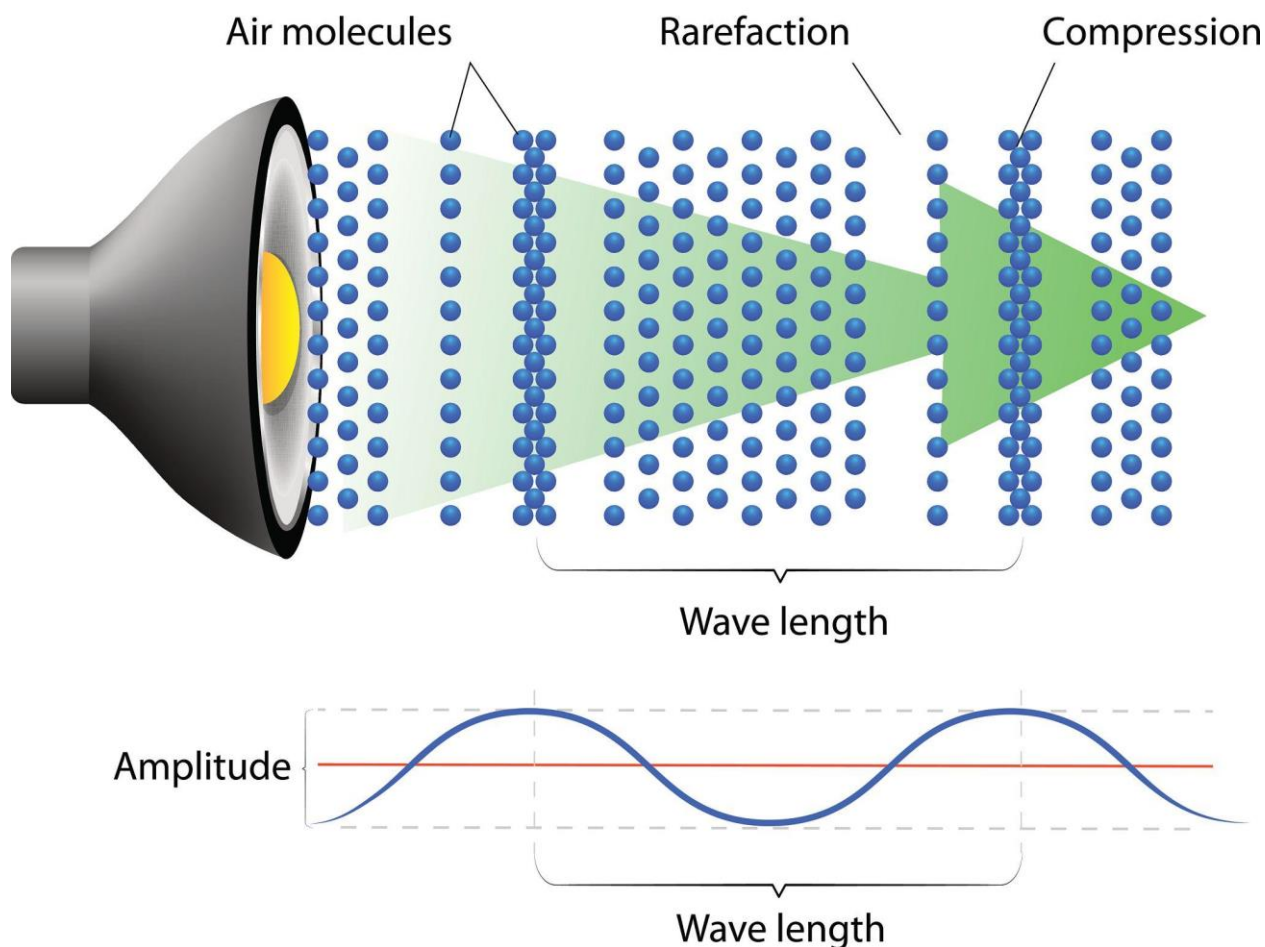 Air molecules
Rarefaction
Compression
Wave length
Amplitude
Wave length